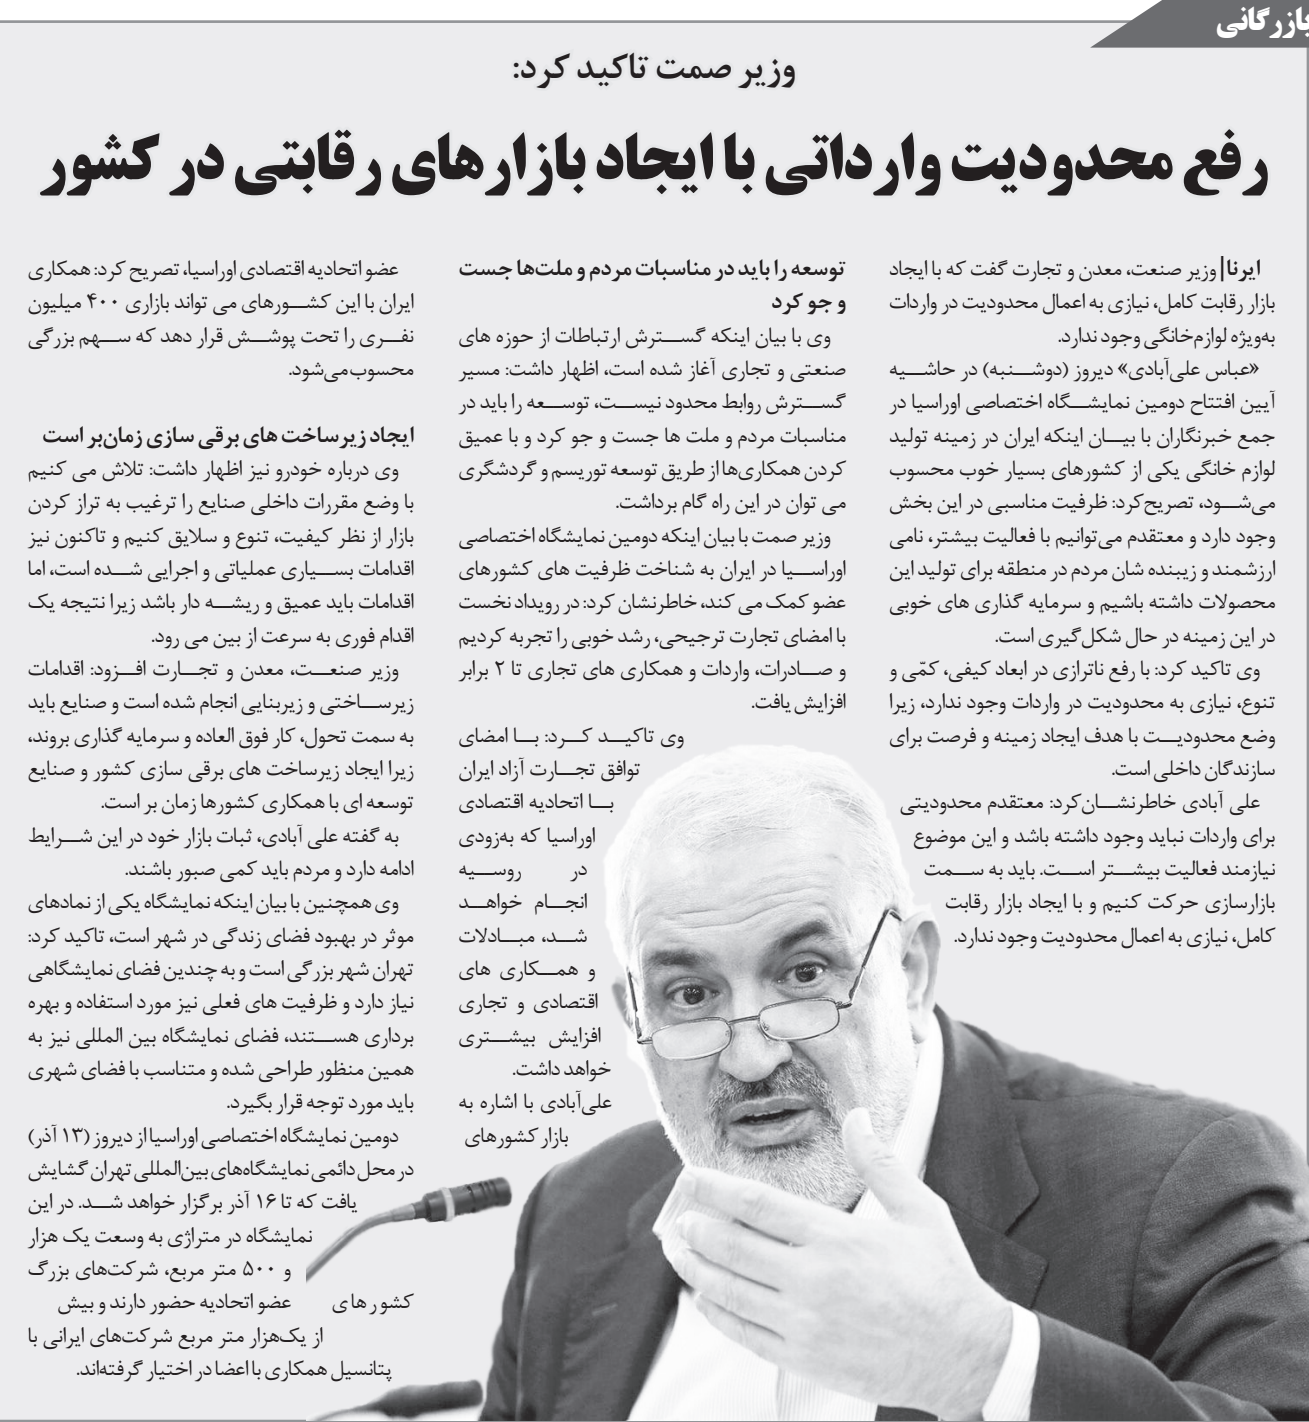 بازرگانی
وزیر صمت تاکید کرد:
رفع محدودیت وارداتی با ایجاد بازارهای رقابتی در کشور
ایرنا| وزیر صنعت، معدن و تجارت گفت که با ایجاد
بازار رقابت کامل، نیازی به اعمال محدودیت در واردات
به‌ویژه لوازم‌خانگی وجود ندارد.
«عباس علی‌آبادی» دیروز (دوشنبه) در حاشیه
آیین افتتاح دومین نمایشگاه اختصاصی اوراسیا در
جمع خبرنگاران با بیان اینکه ایران در زمینه تولید
لوازم خانگی یکی از کشورهای بسیار خوب محسوب
می‌شود، تصریح‌کرد: ظرفیت مناسبی در این بخش
وجود دارد و معتقدم می‌توانیم با فعالیت بیشتر، نامی
ارزشمند و زیبنده شان مردم در منطقه برای تولید این
محصولات داشته باشیم و سرمایه گذاری های خوبی
در این زمینه در حال شکل‌گیری است.
وی تاکید کرد: با رفع ناترازی در ابعاد کیفی، کمّی و
تنوع، نیازی به محدودیت در واردات وجود ندارد، زیرا
وضع محدودیت با هدف ایجاد زمینه و فرصت برای
سازندگان داخلی است.
علی آبادی خاطرنشان‌کرد: معتقدم محدودیتی
برای واردات نباید وجود داشته باشد و این موضوع
نیازمند فعالیت بیشتر است. باید به سمت
بازارسازی حرکت کنیم و با ایجاد بازار رقابت
کامل، نیازی به اعمال محدودیت وجود ندارد.
توسعه را باید در مناسبات مردم و ملت‌ها جست
و جو کرد
وی با بیان اینکه گسترش ارتباطات از حوزه های
صنعتی و تجاری آغاز شده است، اظهار داشت: مسیر
گسترش روابط محدود نیست، توسعه را باید در
مناسبات مردم و ملت ها جست و جو کرد و با عمیق
کردن همکاری‌ها از طریق توسعه توریسم و گردشگری
می توان در این راه گام برداشت.
وزیر صمت با بیان اینکه دومین نمایشگاه اختصاصی
اوراسیا در ایران به شناخت ظرفیت های کشورهای
عضو کمک می کند، خاطرنشان کرد: در رویداد نخست
با امضای تجارت ترجیحی، رشد خوبی را تجربه کردیم
و صادرات، واردات و همکاری های تجاری تا ۲ برابر
افزایش یافت.
وی تاکید کرد: با امضای
توافق تجارت آزاد ایران
با اتحادیه اقتصادی
اوراسیا که به‌زودی
در روسیه
انجام خواهد
شد، مبادلات
و همکاری های
اقتصادی و تجاری
افزایش بیشتری
خواهد داشت.
علی‌آبادی با اشاره به
بازار کشورهای
عضو اتحادیه اقتصادی اوراسیا، تصریح کرد: همکاری
ایران با این کشورهای می تواند بازاری ۴۰۰ میلیون
نفری را تحت پوشش قرار دهد که سهم بزرگی
محسوب می‌شود.
ایجاد زیرساخت های برقی سازی زمان‌بر است
وی درباره خودرو نیز اظهار داشت: تلاش می کنیم
با وضع مقررات داخلی صنایع را ترغیب به تراز کردن
بازار از نظر کیفیت، تنوع و سلایق کنیم و تاکنون نیز
اقدامات بسیاری عملیاتی و اجرایی شده است، اما
اقدامات باید عمیق و ریشه دار باشد زیرا نتیجه یک
اقدام فوری به سرعت از بین می رود.
وزیر صنعت، معدن و تجارت افزود: اقدامات
زیرساختی و زیربنایی انجام شده است و صنایع باید
به سمت تحول، کار فوق العاده و سرمایه گذاری بروند،
زیرا ایجاد زیرساخت های برقی سازی کشور و صنایع
توسعه ای با همکاری کشورها زمان بر است.
به گفته علی آبادی، ثبات بازار خودد در این شرایط
ادامه دارد و مردم باید کمی صبور باشند.
وی همچنین با بیان اینکه نمایشگاه یکی از نمادهای
موثر در بهبود فضای زندگی در شهر است، تاکید کرد:
تهران شهر بزرگی است و به چندین فضای نمایشگاهی
نیاز دارد و ظرفیت های فعلی نیز مورد استفاده و بهره
برداری هستند، فضای نمایشگاه بین المللی نیز به
همین منظور طراحی شده و متناسب با فضای شهری
باید مورد توجه قرار بگیرد.
دومین نمایشگاه اختصاصی اوراسیا از دیروز (۱۳ آذر)
در محل دائمی نمایشگاه‌های بین‌المللی تهران گشایش
یافت که تا ۱۶ آذر برگزار خواهد شد. در این
نمایشگاه در متراژی به وسعت یک هزار
و ۵۰۰ متر مربع، شرکت‌های بزرگ
کشورهای عضو اتحادیه حضور دارند و بیش
از یک‌هزار متر مربع شرکت‌های ایرانی با
پتانسیل همکاری با اعضا در اختیار گرفته‌اند.